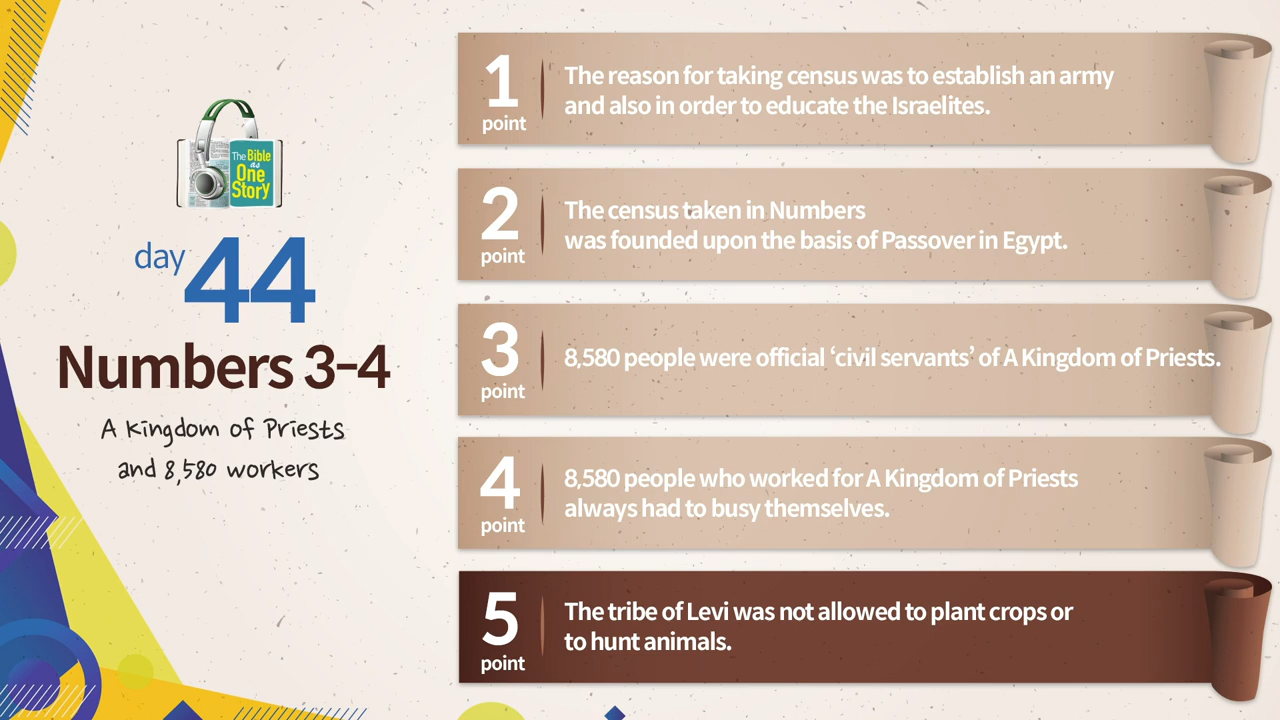 The Bible
as
One
Story
day 44
Numbers 3-4
A Kingdom of Priests
and 8,580 workers
1
point
The reason for taking census was to establish an army
and also in order to educate the Israelites.
2
point
The census taken in Numbers
was founded upon the basis of Passover in Egypt.
3
point
8,580 people were official ‘civil servants’ of A Kingdom of Priests.
4
point
8,580 people who worked for A Kingdom of Priests
always had to busy themselves.
5
point
The tribe of Levi was not allowed to plant crops or
to hunt animals.